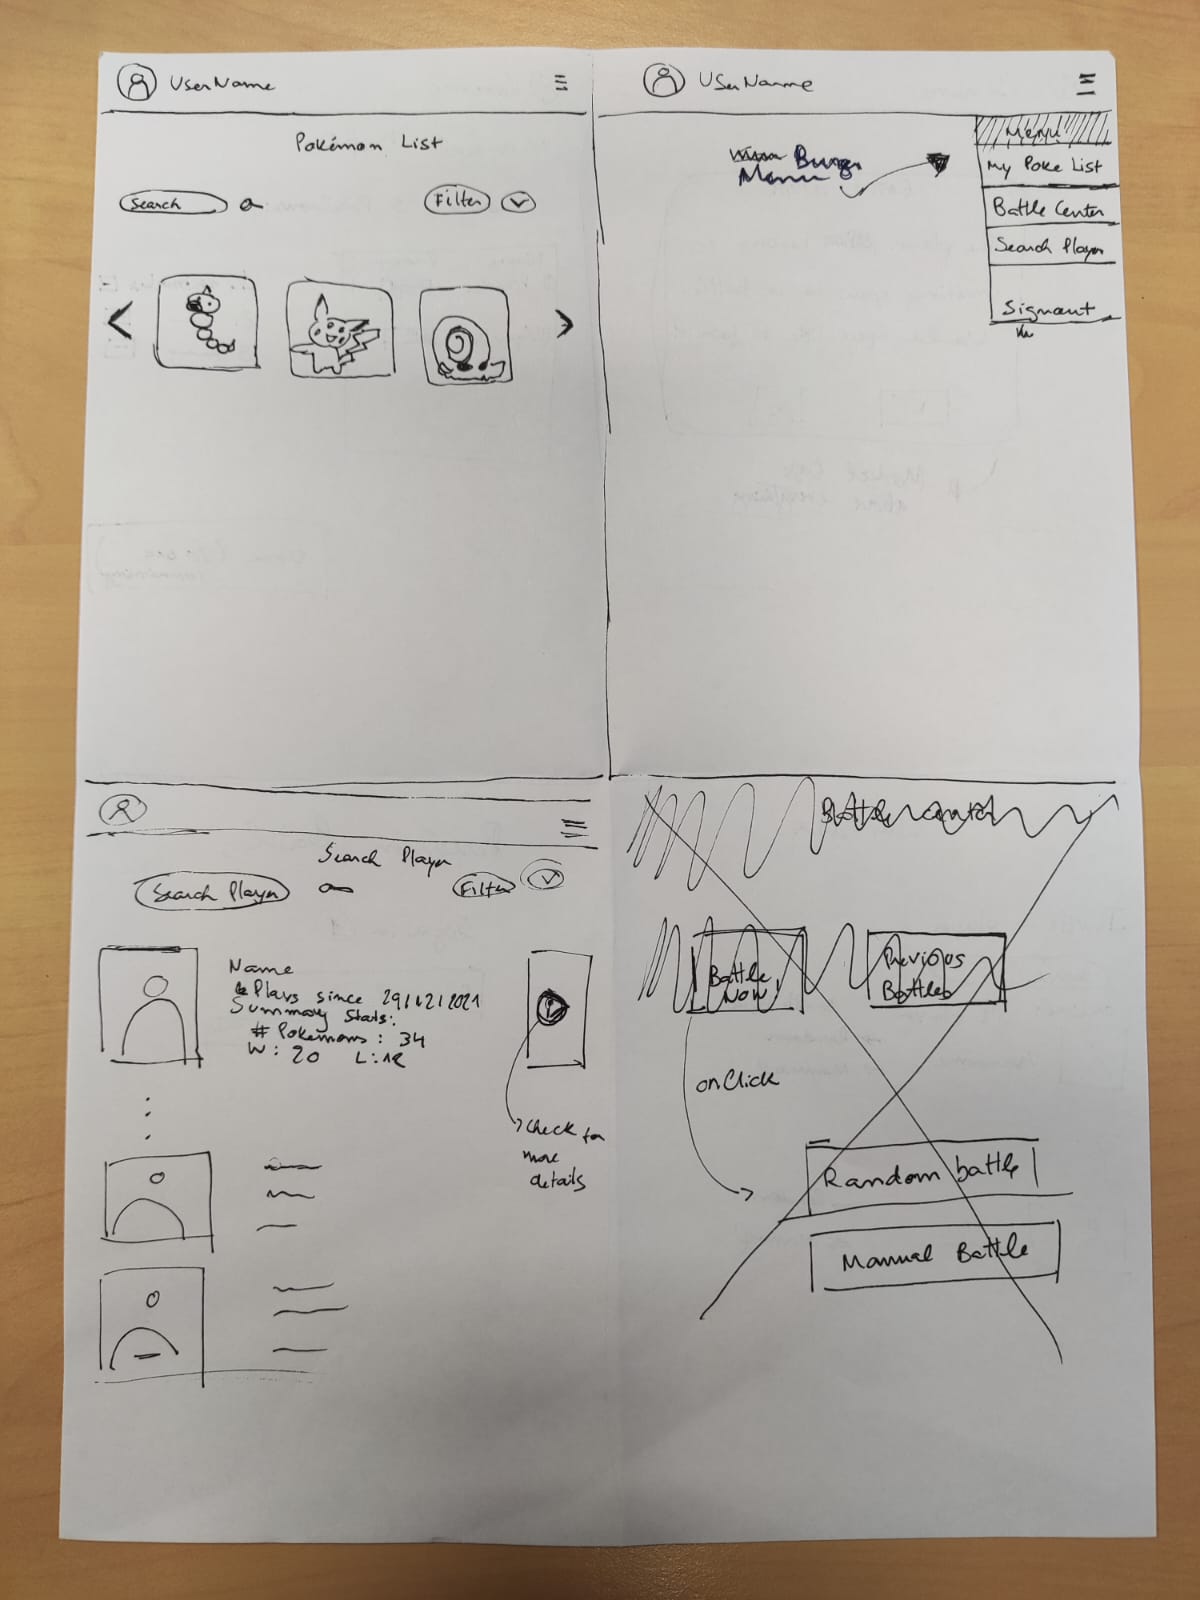 UserName
Pokémon List
Search
Filter
UserName
Burger
Menu
Menu
My Poke List
Battle Center
Search Player
Signout
Search Player
Search Player
Filter
Name
Plays since 29/12/2021
Summary Stats:
# Pokemons : 34
W : 20 L : 12
Check for
more
details
Battle center
Battle
Now
Previos
Battles
onClick
Random battle
Manual Battle